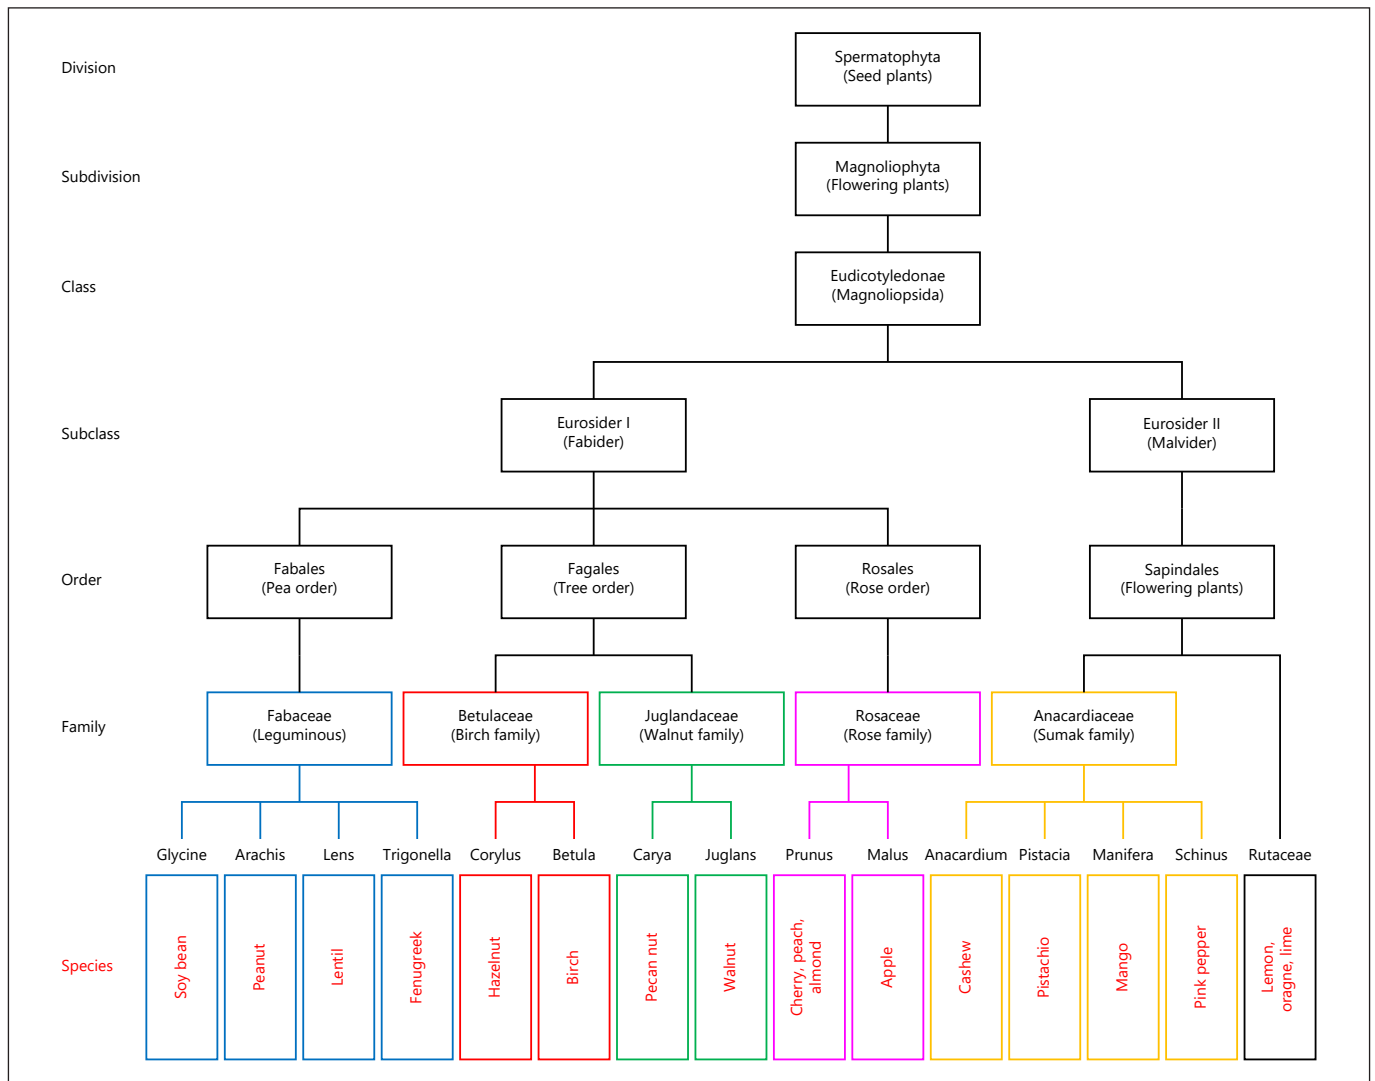 Division
Spermatophyta
(Seed plants)
Subdivision
Magnoliophyta
(Flowering plants)
Class
Eudicotyledonae
(Magnoliopsida)
Subclass
Eurosider I
(Fabider)
Eurosider II
(Malvider)
Order
Fabales
(Pea order)
Fagales
(Tree order)
Rosales
(Rose order)
Sapindales
(Flowering plants)
Family
Fabaceae
(Leguminous)
Betulaceae
(Birch family)
Juglandaceae
(Walnut family)
Rosaceae
(Rose family)
Anacardiaceae
(Sumak family)
Glycine
Arachis
Lens
Trigonella
Corylus
Betula
Carya
Juglans
Prunus
Malus
Anacardium
Pistacia
Manifera
Schinus
Rutaceae
Species
Soy bean
Peanut
Lentil
Fenugreek
Hazelnut
Birch
Pecan nut
Walnut
Cherry, peach,
almond
Apple
Cashew
Pistachio
Mango
Pink pepper
Lemon,
oragne, lime